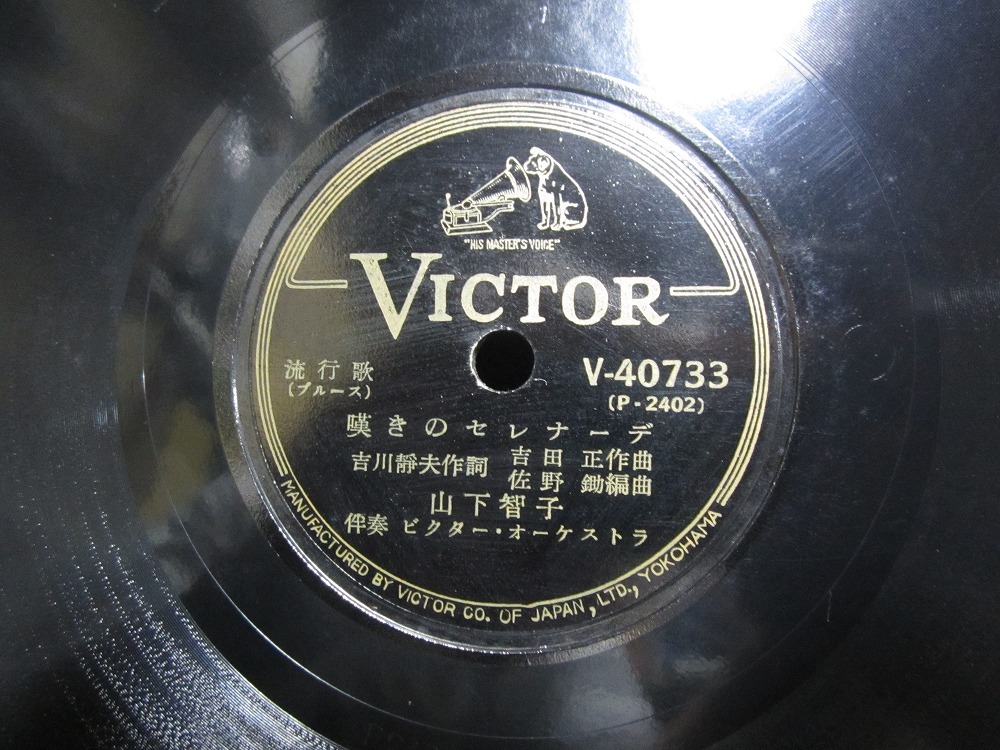 "HIS MASTER'S VOICE"
VICTOR
流行歌
(ブルース)
V-40733
(P-2402)
嘆きのセレナーデ
吉川靜夫作詞 吉田 正作曲
佐野 鋤編曲
山下智子
伴奏 ビクター・オーケストラ
MANUFACTURED BY VICTOR CO. OF JAPAN, LTD., YOKOHAMA